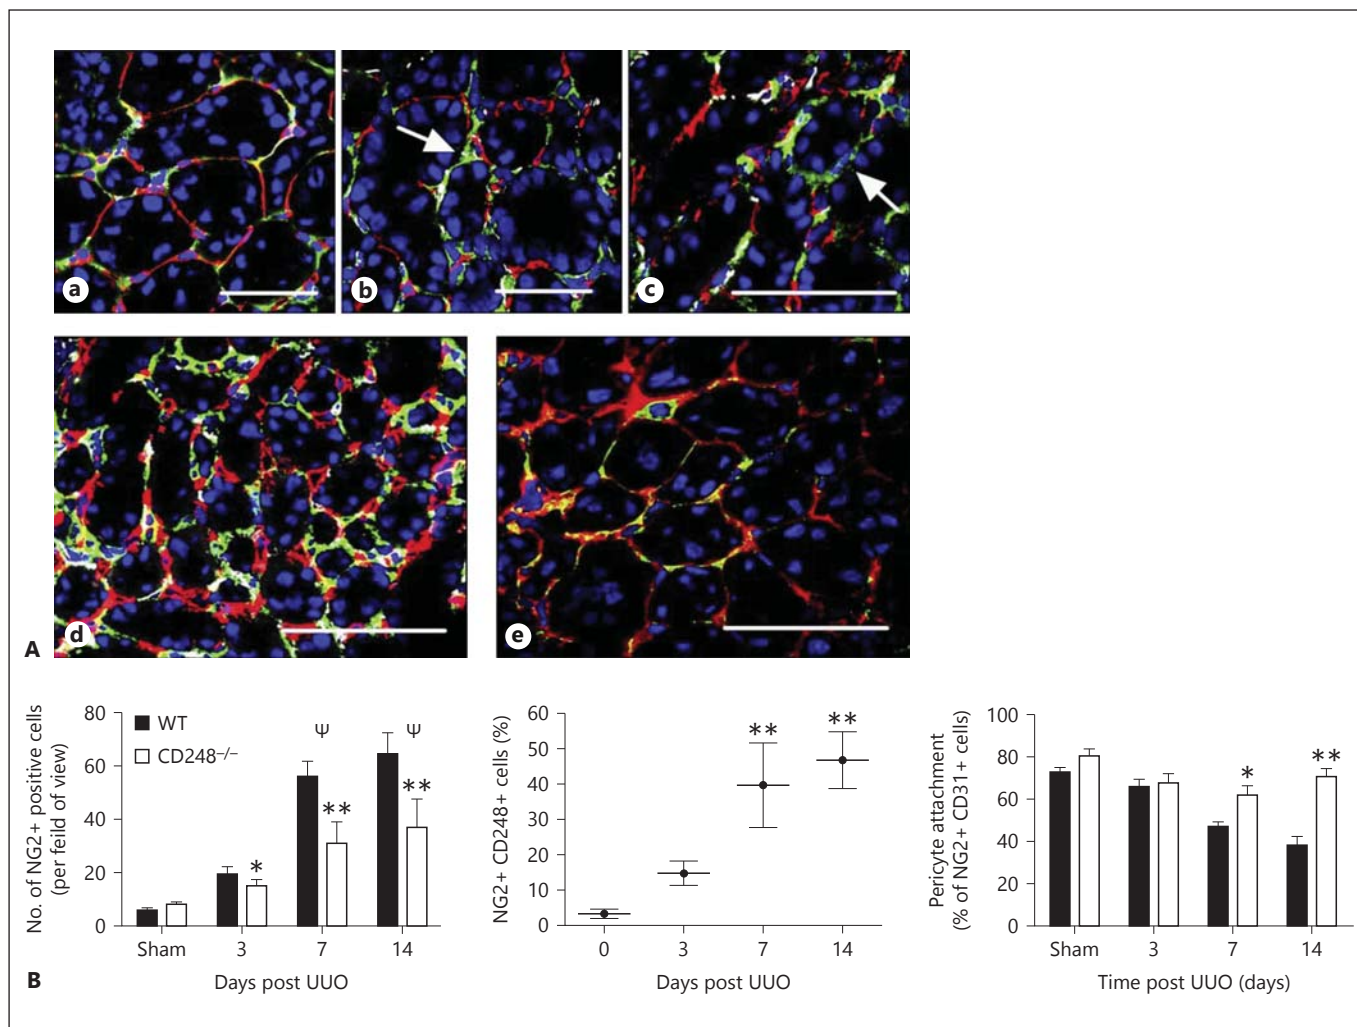 a
b
c
d
e
A
No. of NG2+ positive cells
(per feild of view)
80
60
40
20
0
WT
CD248–/–
Ψ
Ψ
*
**
**
Sham
3
7
14
Days post UUO
NG2+ CD248+ cells (%)
60
50
40
30
20
10
0
**
**
0
3
7
14
Days post UUO
Pericyte attachment
(% of NG2+ CD31+ cells)
100
80
60
40
20
0
*
**
Sham
3
7
14
Time post UUO (days)
B